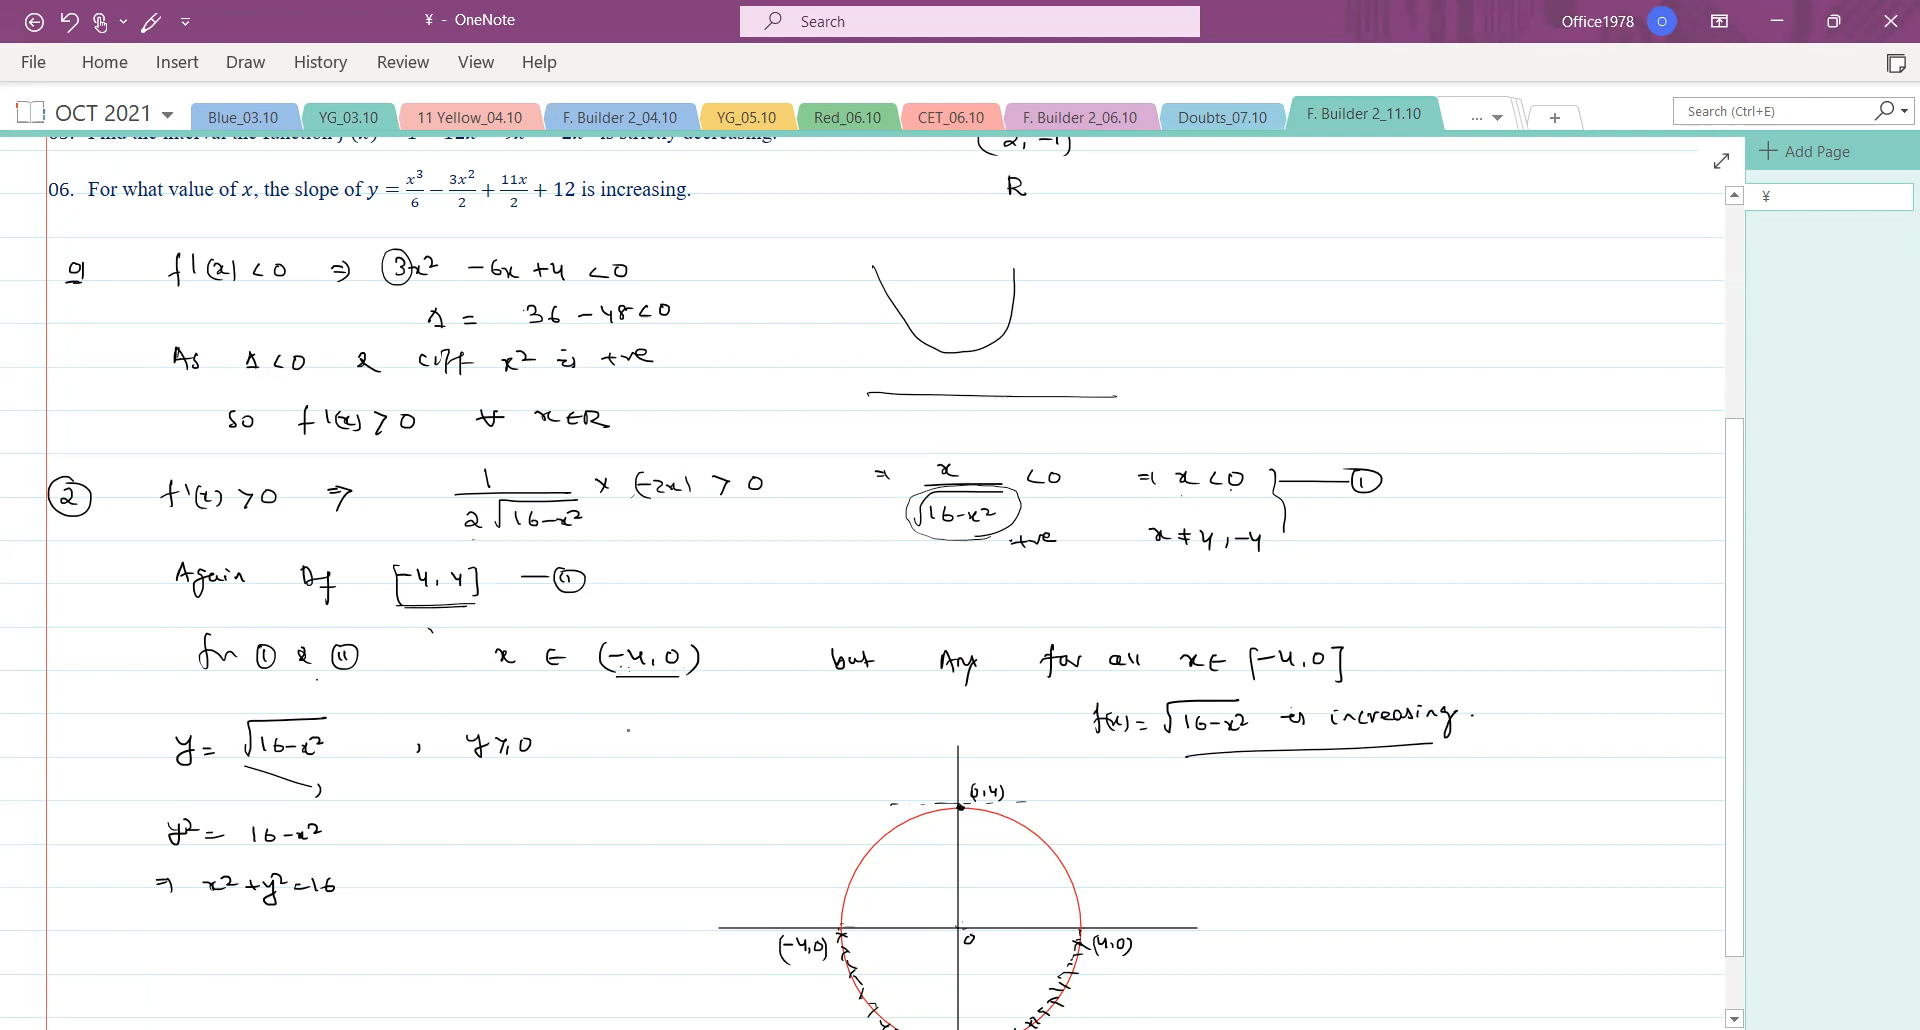 ¥ - OneNote
Search
Office1978
O
File Home Insert Draw History Review View Help
OCT 2021
Blue_03.10 YG_03.10 11 Yellow_04.10 F. Builder 2_04.10 YG_05.10 Red_06.10 CET_06.10 F. Builder 2_06.10 Doubts_07.10 F. Builder 2_11.10 ... +
Search (Ctrl+E)
Add Page
¥
(2, -1)
R
06. For what value of x, the slope of y = x³/6 − 3x²/2 + 11x/2 + 12 is increasing.
f'(x) < 0 ⇒ 3x² - 6x + 4 < 0
Δ = 36 - 48 < 0
As Δ < 0 & coff x² is +ve
so f'(x) > 0 ∀ x ∈ R
② f'(x) > 0 ⇒ 1/(2√(16-x²)) × (-2x) > 0 ⇒ x/√(16-x²) < 0 ⇒ x < 0 ——①
+ve x ≠ 4, -4
Again Df [-4, 4] —⑪
for ① & ⑪ x ∈ (-4, 0) but Any for all x ∈ [-4, 0]
f(x) = √(16-x²) is increasing.
y = √(16-x²) , y ≥ 0
y² = 16 - x²
⇒ x² + y² = 16
(0, 4)
(-4, 0) 0 (4, 0)